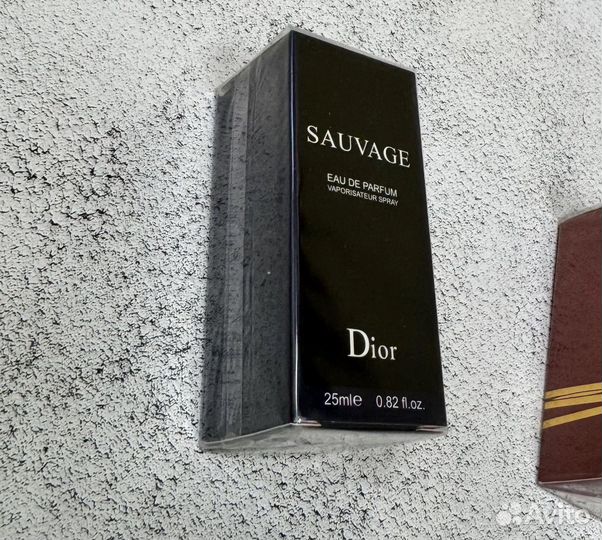 SAUVAGE
EAU DE PARFUM
VAPORISATEUR SPRAY
Dior
25ml℮ 0.82 fl.oz.
Avito